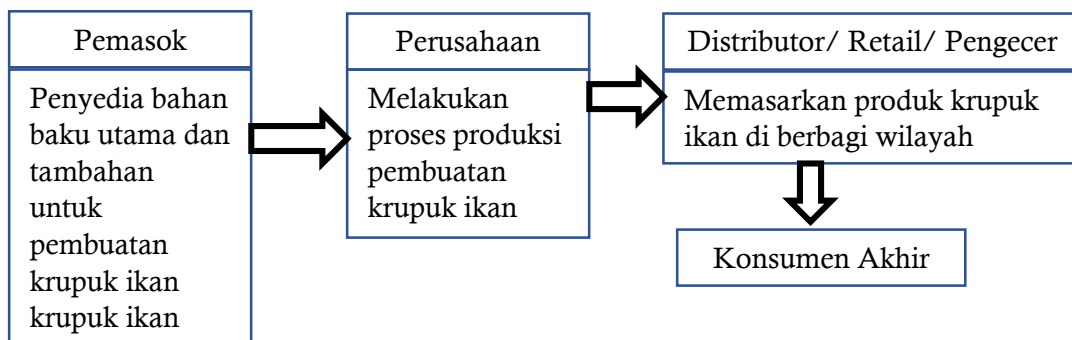 Pemasok
Penyedia bahan
baku utama dan
tambahan
untuk
pembuatan
krupuk ikan
krupuk ikan
Perusahaan
Melakukan
proses produksi
pembuatan
krupuk ikan
Distributor/ Retail/ Pengecer
Memasarkan produk krupuk
ikan di berbagi wilayah
Konsumen Akhir